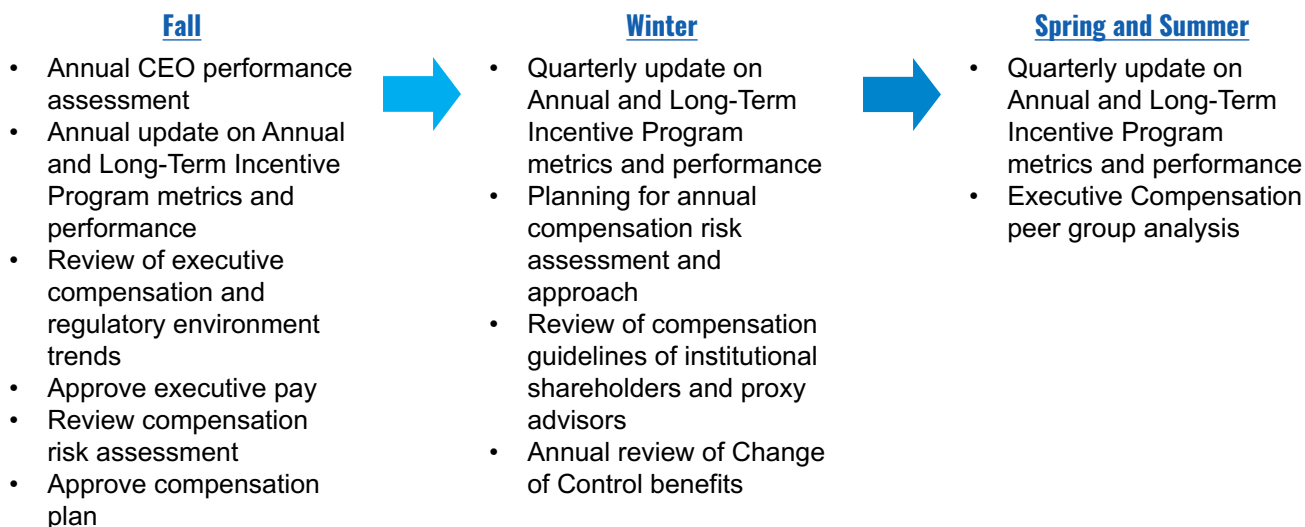 Fall
• Annual CEO performance
assessment
• Annual update on Annual
and Long-Term Incentive
Program metrics and
performance
• Review of executive
compensation and
regulatory environment
trends
• Approve executive pay
• Review compensation
risk assessment
• Approve compensation
plan
Winter
• Quarterly update on
Annual and Long-Term
Incentive Program
metrics and performance
• Planning for annual
compensation risk
assessment and
approach
• Review of compensation
guidelines of institutional
shareholders and proxy
advisors
• Annual review of Change
of Control benefits
Spring and Summer
• Quarterly update on
Annual and Long-Term
Incentive Program
metrics and performance
• Executive Compensation
peer group analysis